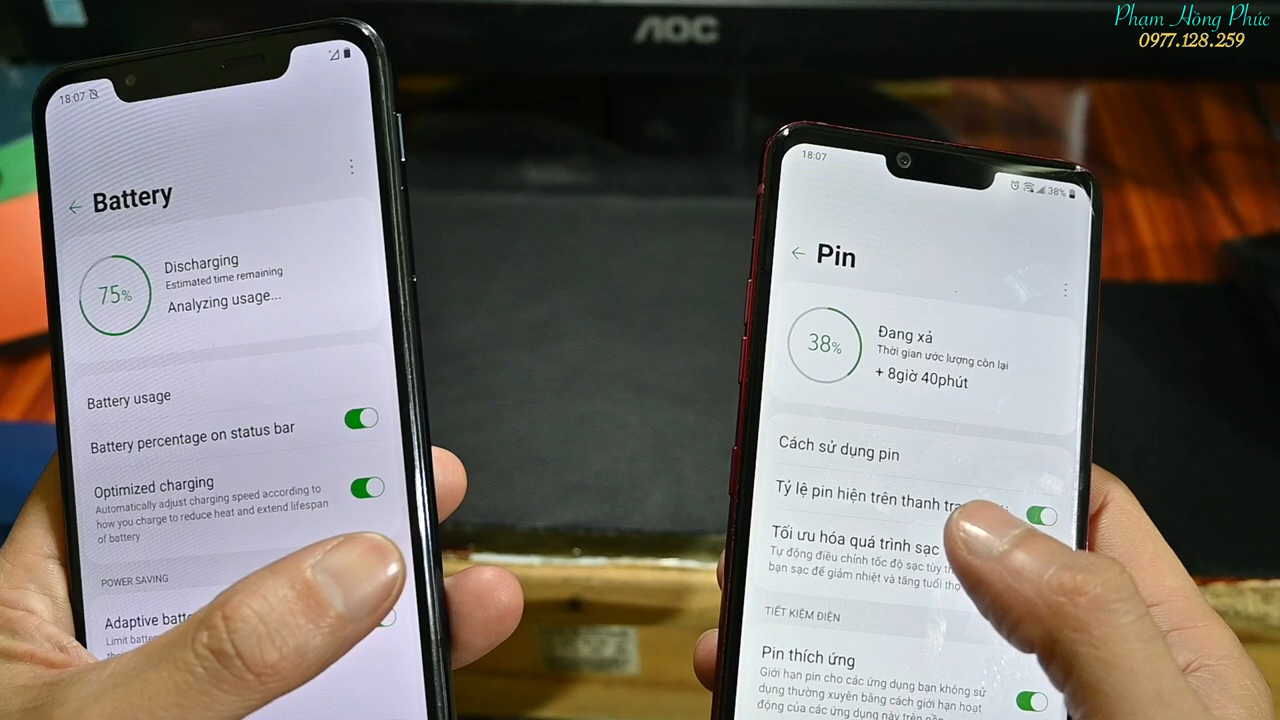 AOC
Phạm Hồng Phúc
0977.128.259
18:07
Battery
75%
Discharging
Estimated time remaining
Analyzing usage...
Battery usage
Battery percentage on status bar
Optimized charging
Automatically adjust charging speed according to
how you charge to reduce heat and extend lifespan
of battery
POWER SAVING
Adaptive
Limit
18:07
38%
Pin
38%
Đang xả
Thời gian ước lượng còn lại
+ 8giờ 40phút
Cách sử dụng pin
Tỷ lệ pin hiện trên thanh
Tối ưu hóa quá trình sạc
Tự động điều chỉnh tốc độ sạc tùy
bạn sạc để giảm nhiệt và tăng tuổi thọ
TIẾT KIỆM ĐIỆN
Pin thích ứng
Giới hạn pin cho các ứng dụng bạn không sử
dụng thường xuyên bằng cách giới hạn hoạt
động của các ứng dụng này trên nền